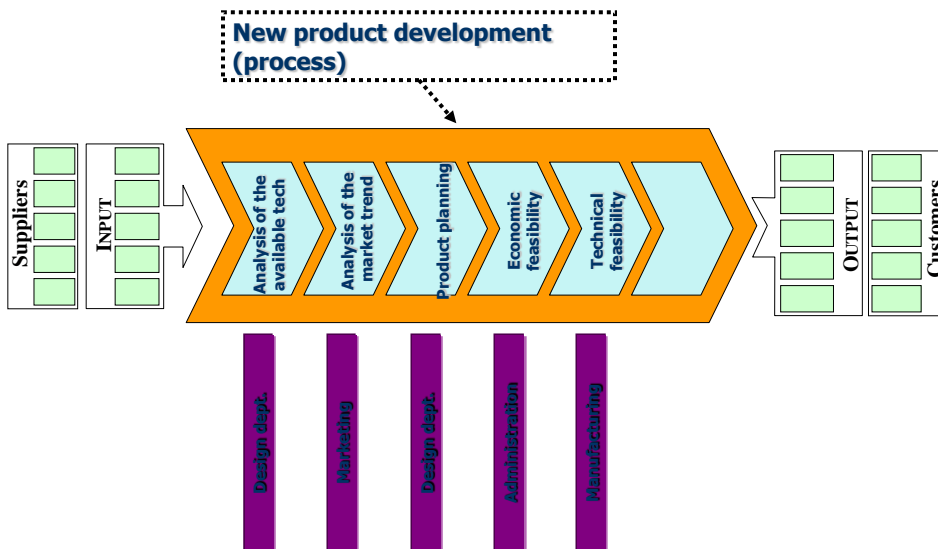 New product development
(process)
Suppliers
INPUT
Analysis of the
available tech
Analysis of the
market trend
Product planning
Economic
feasibility
Technical
feasibility
OUTPUT
Customers
Design dept.
Marketing
Design dept.
Administration
Manufacturing